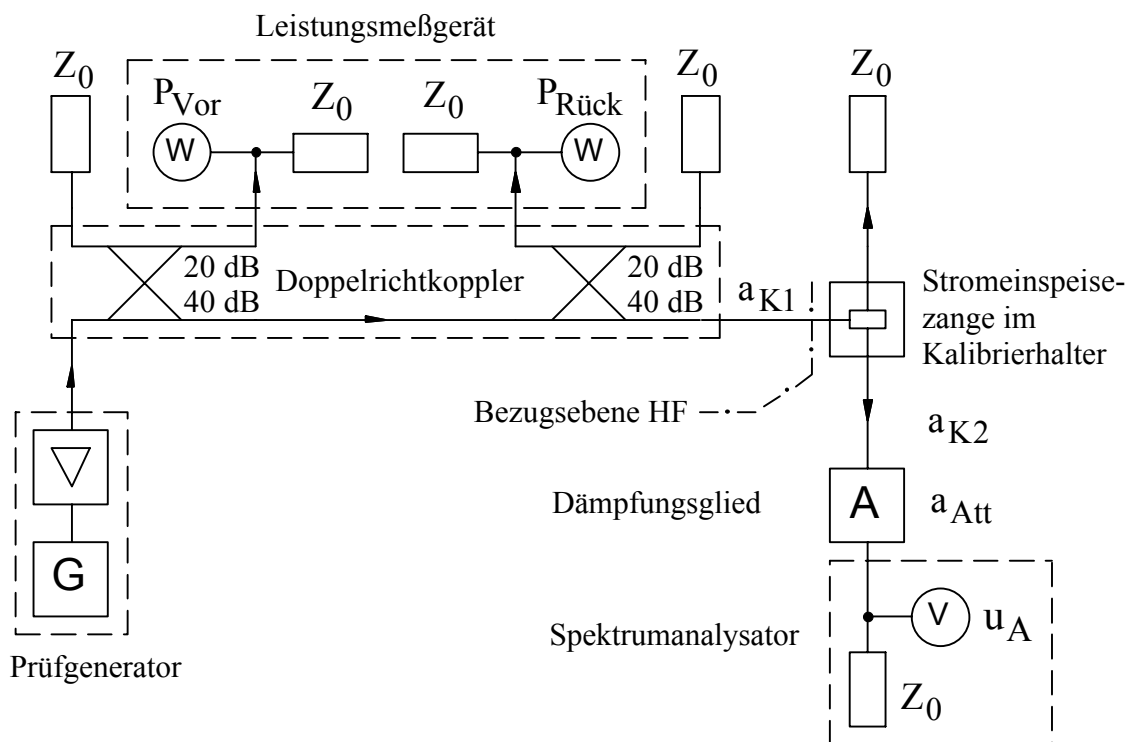 Leistungsmeßgerät
Z0
PVor
Z0
Z0
PRück
Z0
Z0
W
W
20 dB
40 dB
Doppelrichtkoppler
20 dB
40 dB
aK1
Stromeinspeise-
zange im
Kalibrierhalter
Bezugsebene HF
aK2
Dämpfungsglied
A
aAtt
G
Prüfgenerator
Spektrumanalysator
V
uA
Z0